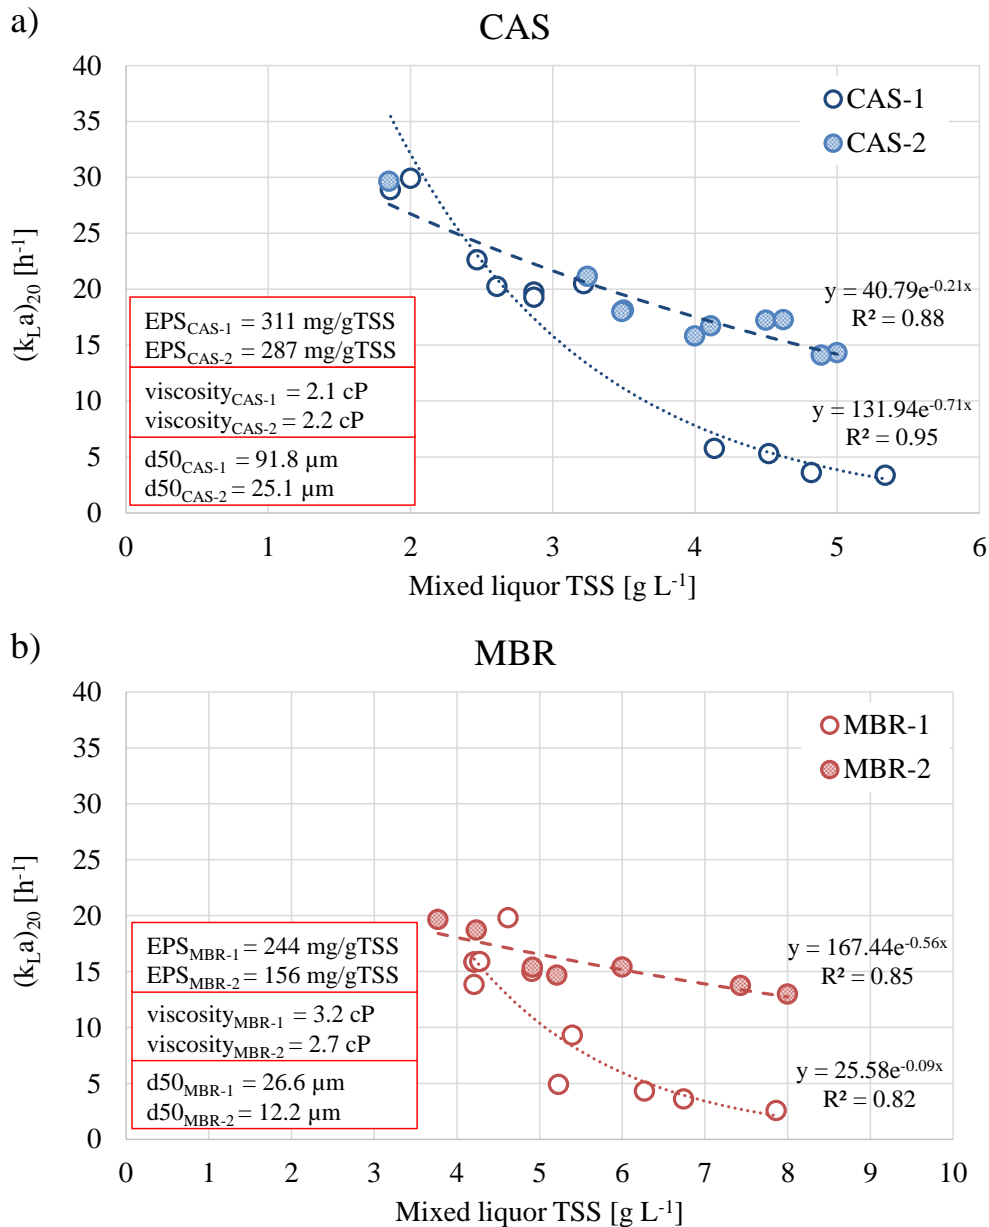 a)
CAS
40
35
30
25
20
15
10
5
0
(kLa)20 [h-1]
CAS-1
CAS-2
EPSCAS-1 = 311 mg/gTSS
EPSCAS-2 = 287 mg/gTSS
viscosityCAS-1 = 2.1 cP
viscosityCAS-2 = 2.2 cP
d50CAS-1 = 91.8 µm
d50CAS-2 = 25.1 µm
y = 40.79e-0.21x
R² = 0.88
y = 131.94e-0.71x
R² = 0.95
0 1 2 3 4 5 6
Mixed liquor TSS [g L-1]
b)
MBR
40
35
30
25
20
15
10
5
0
(kLa)20 [h-1]
MBR-1
MBR-2
EPSMBR-1 = 244 mg/gTSS
EPSMBR-2 = 156 mg/gTSS
viscosityMBR-1 = 3.2 cP
viscosityMBR-2 = 2.7 cP
d50MBR-1 = 26.6 µm
d50MBR-2 = 12.2 µm
y = 167.44e-0.56x
R² = 0.85
y = 25.58e-0.09x
R² = 0.82
0 1 2 3 4 5 6 7 8 9 10
Mixed liquor TSS [g L-1]